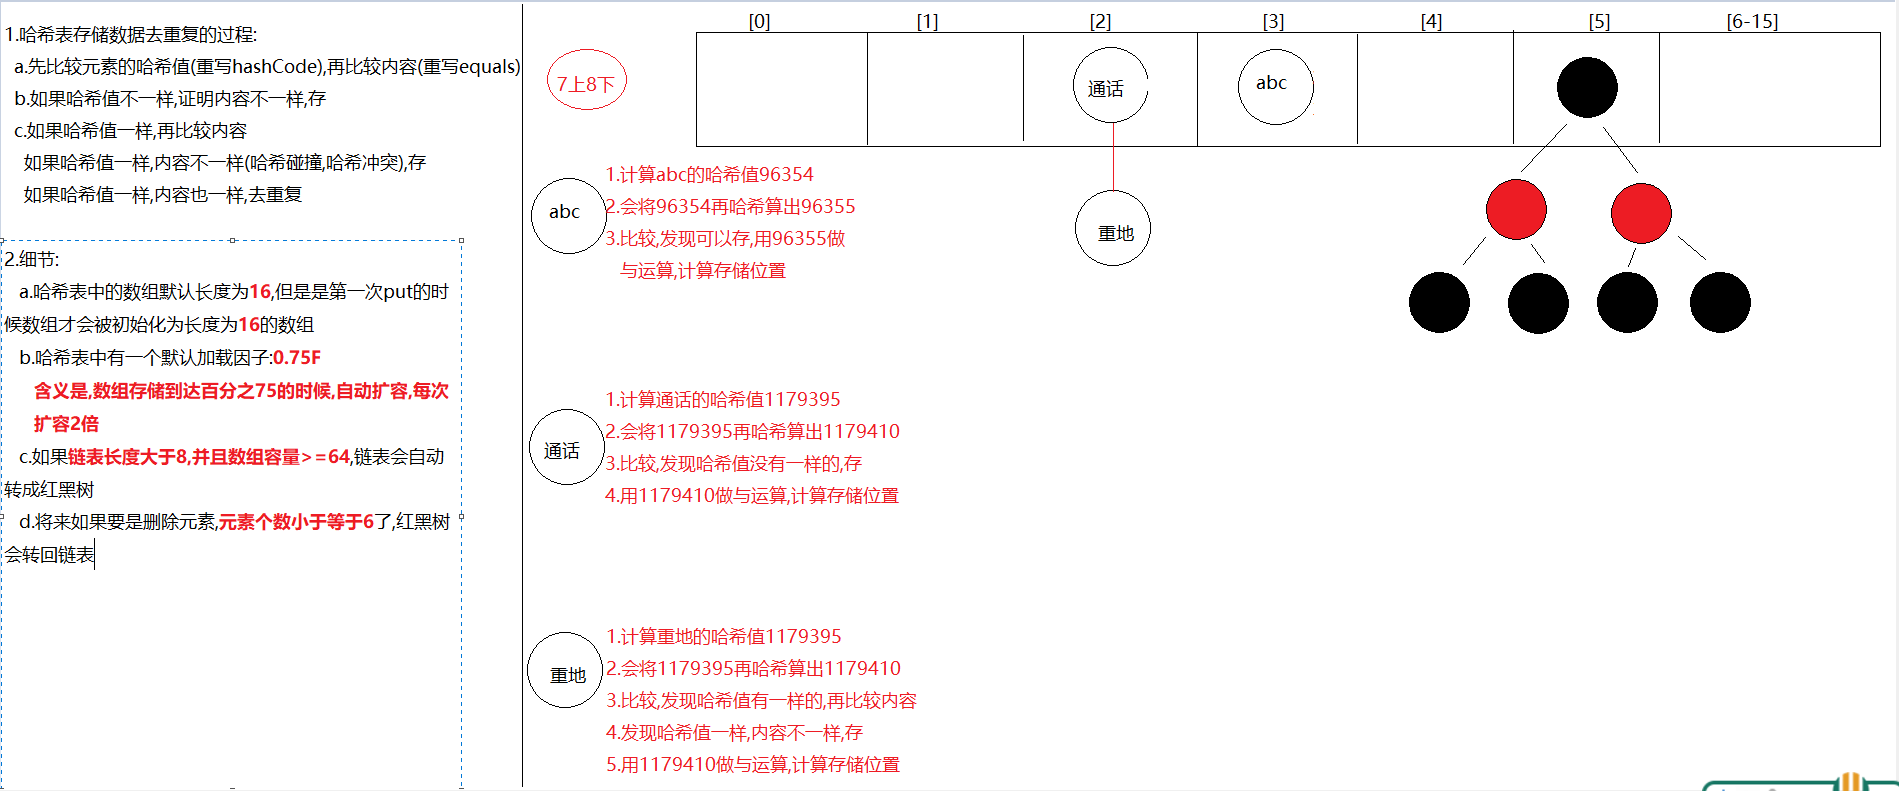 1.哈希表存储数据去重复的过程:
a.先比较元素的哈希值(重写hashCode),再比较内容(重写equals)
b.如果哈希值不一样,证明内容不一样,存
c.如果哈希值一样,再比较内容
如果哈希值一样,内容不一样(哈希碰撞,哈希冲突),存
如果哈希值一样,内容也一样,去重复
2.细节:
a.哈希表中的数组默认长度为16,但是是第一次put的时
候数组才会被初始化为长度为16的数组
b.哈希表中有一个默认加载因子:0.75F
含义是,数组存储到达百分之75的时候,自动扩容,每次
扩容2倍
c.如果链表长度大于8,并且数组容量>=64,链表会自动
转成红黑树
d.将来如果要是删除元素,元素个数小于等于6了,红黑树
会转回链表
[0] [1] [2] [3] [4] [5] [6-15]
7上8下
通话
abc
重地
abc
1.计算abc的哈希值96354
2.会将96354再哈希算出96355
3.比较,发现可以存,用96355做
与运算,计算存储位置
通话
1.计算通话的哈希值1179395
2.会将1179395再哈希算出1179410
3.比较,发现哈希值没有一样的,存
4.用1179410做与运算,计算存储位置
重地
1.计算重地的哈希值1179395
2.会将1179395再哈希算出1179410
3.比较,发现哈希值有一样的,再比较内容
4.发现哈希值一样,内容不一样,存
5.用1179410做与运算,计算存储位置